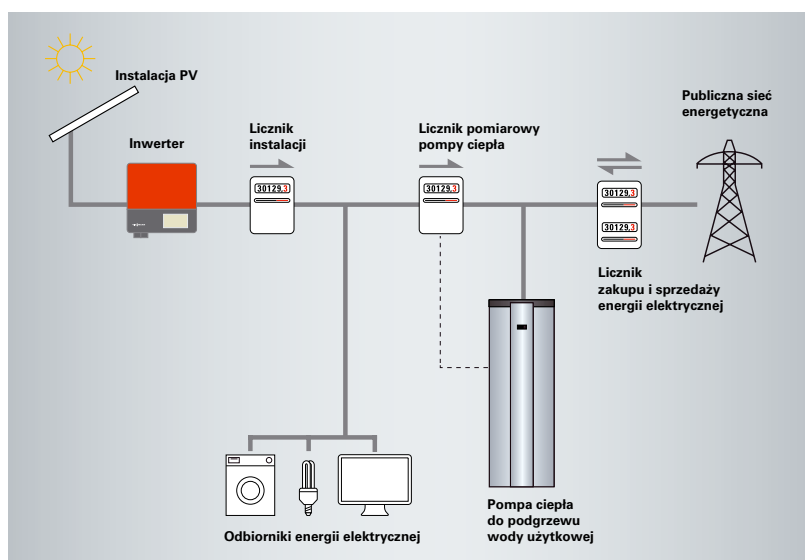 Instalacja PV
Inwerter
Licznik
instalacji
30129,3
Licznik pomiarowy
pompy ciepła
30129,3
Publiczna sieć
energetyczna
30129,3
30129,3
Licznik
zakupu i sprzedaży
energii elektrycznej
Odbiorniki energii elektrycznej
Pompa ciepła
do podgrzewu
wody użytkowej